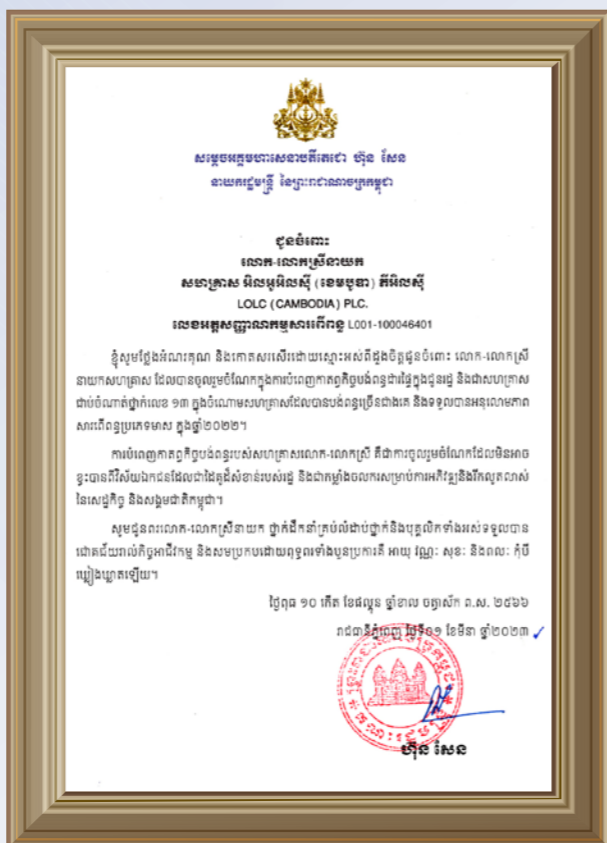 សម្តេចអគ្គមហាសេនាបតីតេជោ ហ៊ុន សែន
នាយករដ្ឋមន្ត្រី នៃព្រះរាជាណាចក្រកម្ពុជា
ជូនចំពោះ
លោក-លោកស្រីនាយក
សហគ្រាស អិលអូអិលស៊ី (ខេមបូឌា) ភីអិលស៊ី
LOLC (CAMBODIA) PLC.
លេខអត្តសញ្ញាណកម្មសារពើពន្ធ L001-100046401
ខ្ញុំសូមថ្លែងអំណរគុណ និងកោតសរសើរដោយស្មោះអស់ពីដួងចិត្តជូនចំពោះ លោក-លោកស្រី
នាយកសហគ្រាស ដែលបានចូលរួមចំណែកក្នុងការបំពេញកាតព្វកិច្ចបង់ពន្ធដារថ្លៃក្នុងជូនរដ្ឋ និងជាសហគ្រាស
ជាប់ចំណាត់ថ្នាក់លេខ ១៣ ក្នុងចំណោមសហគ្រាសដែលបានបង់ពន្ធច្រើនជាងគេ និងទទួលបានអនុលោមភាព
សារពើពន្ធប្រភេទមាស ក្នុងឆ្នាំ២០២២។
ការបំពេញកាតព្វកិច្ចបង់ពន្ធរបស់សហគ្រាសលោក-លោកស្រី គឺជាការចូលរួមចំណែកដែលមិនអាច
ខ្វះបានពីវិស័យឯកជនដែលជាដៃគូដ៏សំខាន់របស់រដ្ឋ និងជាកម្លាំងចលករសម្រាប់ការអភិវឌ្ឍនិងរីកលូតលាស់
នៃសេដ្ឋកិច្ច និងសង្គមជាតិកម្ពុជា។
សូមជូនពរលោក-លោកស្រីនាយក ថ្នាក់ដឹកនាំគ្រប់លំដាប់ថ្នាក់និងបុគ្គលិកទាំងអស់ទទួលបាន
ជោគជ័យរាល់កិច្ចអាជីវកម្ម និងសមប្រកបដោយពុទ្ធពរទាំងបួនប្រការគឺ អាយុ វណ្ណៈ សុខៈ និងពលៈ កុំបី
ឃ្លៀងឃ្លាតឡើយ។
ថ្ងៃពុធ ១០ កើត ខែផល្គុន ឆ្នាំខាល ចត្វាស័ក ព.ស. ២៥៦៦
រាជធានីភ្នំពេញ ថ្ងៃទី០១ ខែមីនា ឆ្នាំ២០២៣
ហ៊ុន សែន